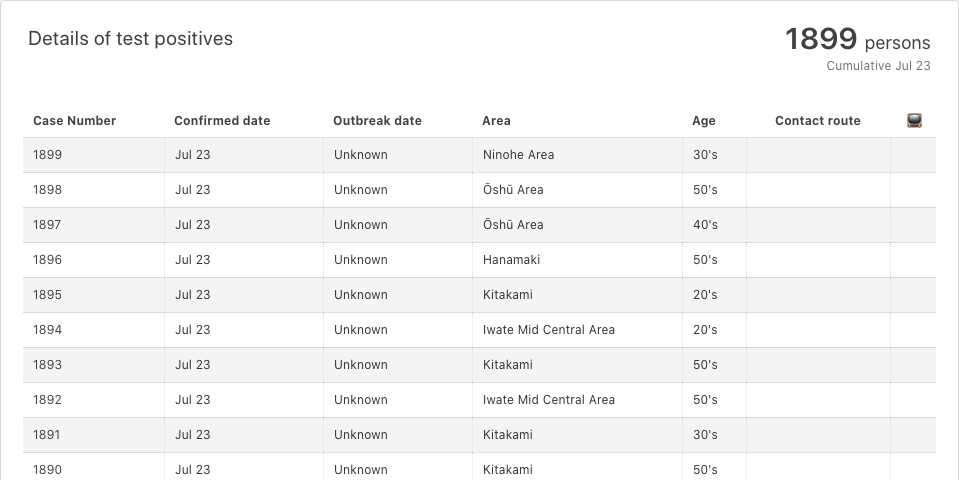 Details of test positives
1899 persons
Cumulative Jul 23
Case Number Confirmed date Outbreak date Area Age Contact route
1899 Jul 23 Unknown Ninohe Area 30's
1898 Jul 23 Unknown Ōshū Area 50's
1897 Jul 23 Unknown Ōshū Area 40's
1896 Jul 23 Unknown Hanamaki 50's
1895 Jul 23 Unknown Kitakami 20's
1894 Jul 23 Unknown Iwate Mid Central Area 20's
1893 Jul 23 Unknown Kitakami 50's
1892 Jul 23 Unknown Iwate Mid Central Area 50's
1891 Jul 23 Unknown Kitakami 30's
1890 Jul 23 Unknown Kitakami 50's